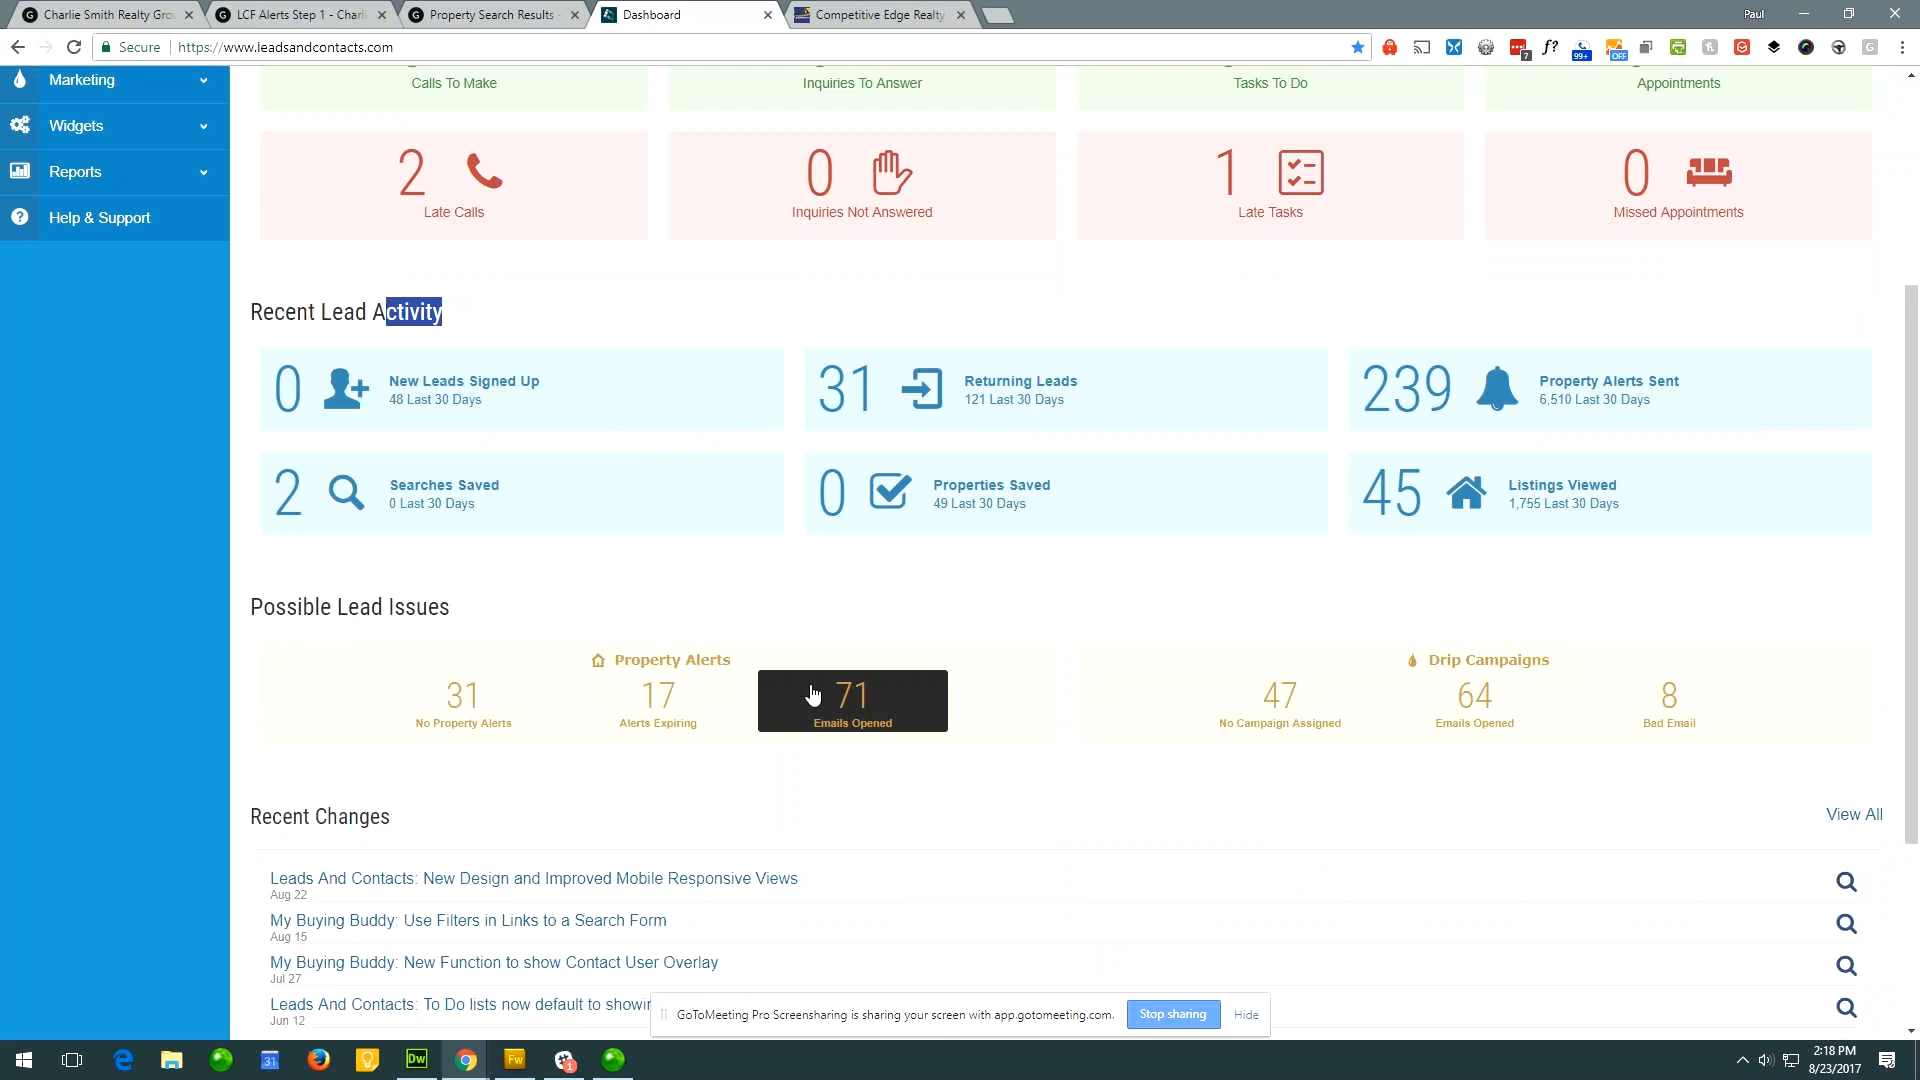 Charlie Smith Realty Gro
LCF Alerts Step 1 - Charli
Property Search Results
Dashboard
Competitive Edge Realty
Paul
Secure
https://www.leadsandcontacts.com
7
f?
99+
OFF
Marketing
Widgets
Reports
Help & Support
Calls To Make
Inquiries To Answer
Tasks To Do
Appointments
2
Late Calls
0
Inquiries Not Answered
1
Late Tasks
0
Missed Appointments
Recent Lead Activity
0
New Leads Signed Up
48 Last 30 Days
31
Returning Leads
121 Last 30 Days
239
Property Alerts Sent
6,510 Last 30 Days
2
Searches Saved
0 Last 30 Days
0
Properties Saved
49 Last 30 Days
45
Listings Viewed
1,755 Last 30 Days
Possible Lead Issues
Property Alerts
31
No Property Alerts
17
Alerts Expiring
71
Emails Opened
Drip Campaigns
47
No Campaign Assigned
64
Emails Opened
8
Bad Email
Recent Changes
View All
Leads And Contacts: New Design and Improved Mobile Responsive Views
Aug 22
My Buying Buddy: Use Filters in Links to a Search Form
Aug 15
My Buying Buddy: New Function to show Contact User Overlay
Jul 27
Leads And Contacts: To Do lists now default to showin
Jun 12
GoToMeeting Pro Screensharing is sharing your screen with app.gotomeeting.com.
Stop sharing
Hide
31
Dw
Fw
1
2:18 PM
8/23/2017